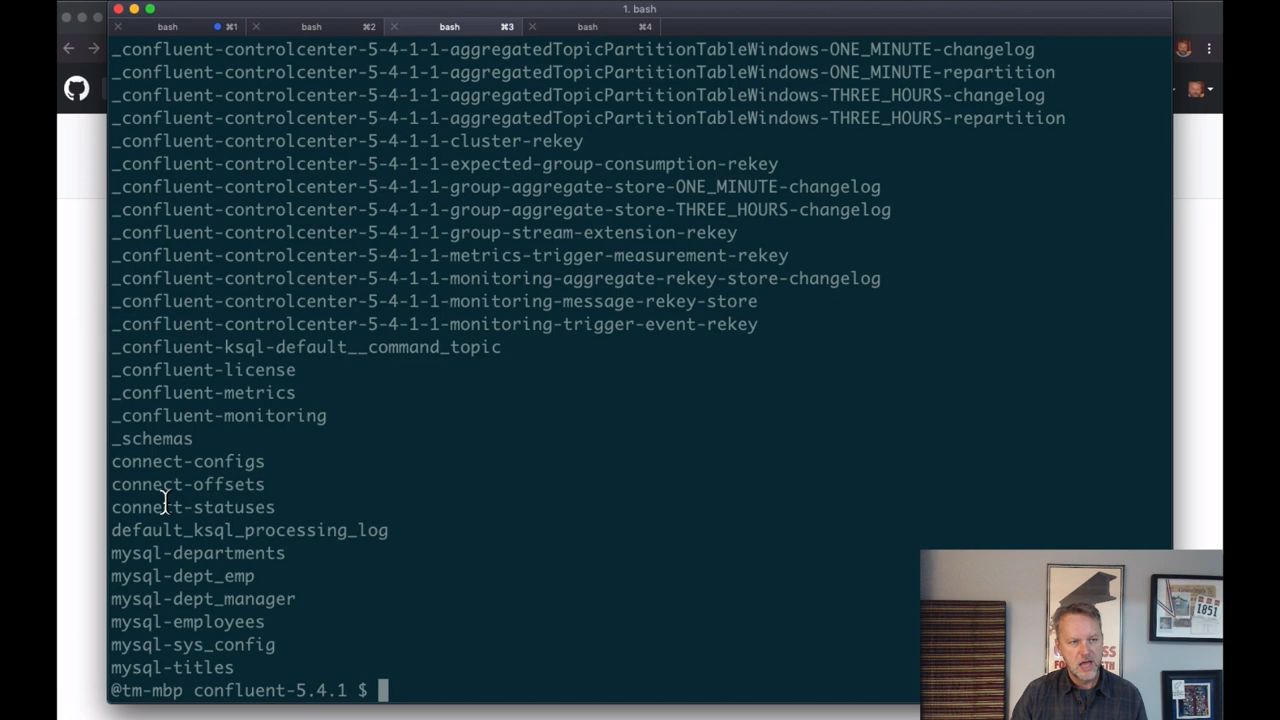 1. bash
bash ⌘1
bash ⌘2
bash ⌘3
bash ⌘4
_confluent-controlcenter-5-4-1-1-aggregatedTopicPartitionTableWindows-ONE_MINUTE-changelog
_confluent-controlcenter-5-4-1-1-aggregatedTopicPartitionTableWindows-ONE_MINUTE-repartition
_confluent-controlcenter-5-4-1-1-aggregatedTopicPartitionTableWindows-THREE_HOURS-changelog
_confluent-controlcenter-5-4-1-1-aggregatedTopicPartitionTableWindows-THREE_HOURS-repartition
_confluent-controlcenter-5-4-1-1-cluster-rekey
_confluent-controlcenter-5-4-1-1-expected-group-consumption-rekey
_confluent-controlcenter-5-4-1-1-group-aggregate-store-ONE_MINUTE-changelog
_confluent-controlcenter-5-4-1-1-group-aggregate-store-THREE_HOURS-changelog
_confluent-controlcenter-5-4-1-1-group-stream-extension-rekey
_confluent-controlcenter-5-4-1-1-metrics-trigger-measurement-rekey
_confluent-controlcenter-5-4-1-1-monitoring-aggregate-rekey-store-changelog
_confluent-controlcenter-5-4-1-1-monitoring-message-rekey-store
_confluent-controlcenter-5-4-1-1-monitoring-trigger-event-rekey
_confluent-ksql-default__command_topic
_confluent-license
_confluent-metrics
_confluent-monitoring
_schemas
connect-configs
connect-offsets
connect-statuses
default_ksql_processing_log
mysql-departments
mysql-dept_emp
mysql-dept_manager
mysql-employees
mysql-sys_config
mysql-titles
@tm-mbp confluent-5.4.1 $
1851